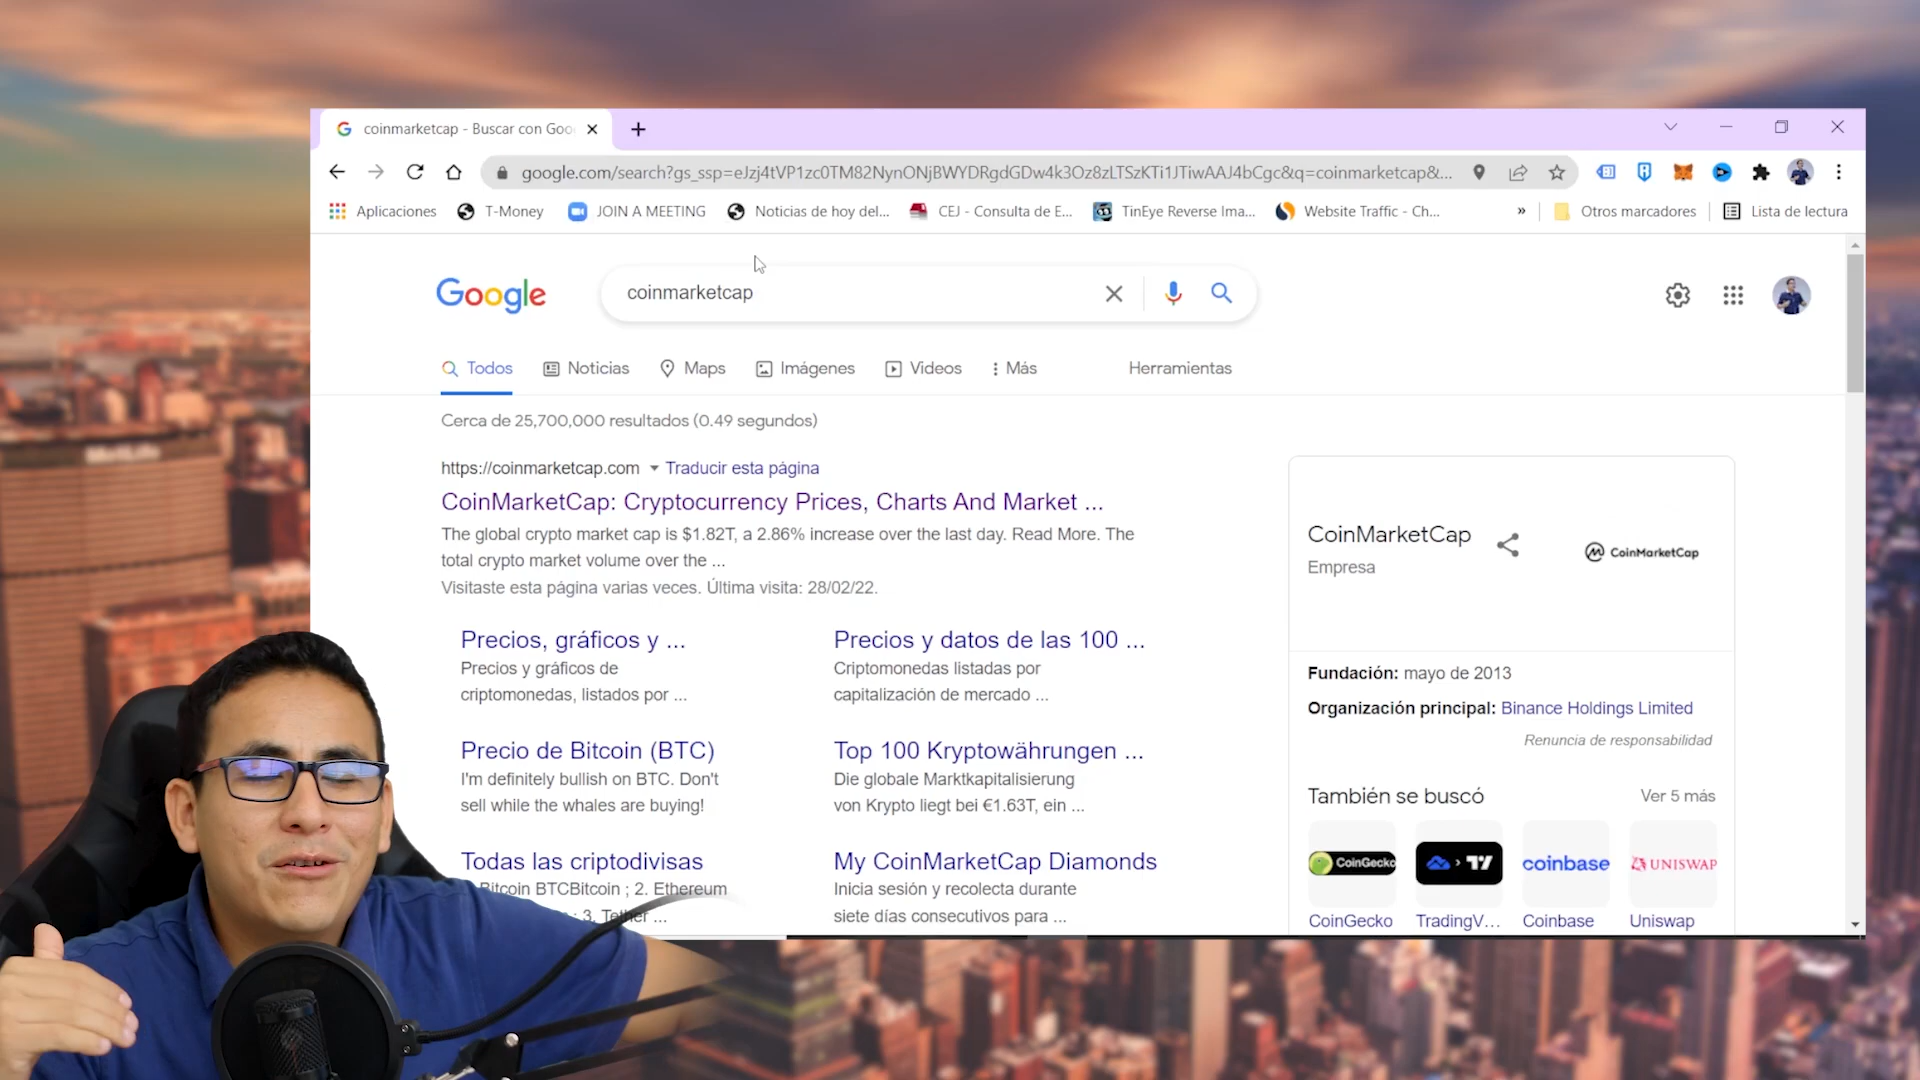 coinmarketcap - Buscar con Goo
google.com/search?gs_ssp=eJzj4tVP1zc0TM82NynONjBWYDRgdGDw4k3Oz8zLTSzKTi1JTiwAAJ4bCgc&q=coinmarketcap&...
Aplicaciones T-Money JOIN A MEETING Noticias de hoy del... CEJ - Consulta de E... TinEye Reverse Ima... Website Traffic - Ch... » Otros marcadores Lista de lectura
Google coinmarketcap
Todos Noticias Maps Imágenes Videos Más Herramientas
Cerca de 25,700,000 resultados (0.49 segundos)
https://coinmarketcap.com Traducir esta página
CoinMarketCap: Cryptocurrency Prices, Charts And Market ...
The global crypto market cap is $1.82T, a 2.86% increase over the last day. Read More. The
total crypto market volume over the ...
Visitaste esta página varias veces. Última visita: 28/02/22.
Precios, gráficos y ...
Precios y gráficos de
criptomonedas, listados por ...
Precios y datos de las 100 ...
Criptomonedas listadas por
capitalización de mercado ...
Precio de Bitcoin (BTC)
I'm definitely bullish on BTC. Don't
sell while the whales are buying!
Top 100 Kryptowährungen ...
Die globale Marktkapitalisierung
von Krypto liegt bei €1.63T, ein ...
Todas las criptodivisas
Bitcoin BTCBitcoin ; 2. Ethereum
; 3. Tether ...
My CoinMarketCap Diamonds
Inicia sesión y recolecta durante
siete días consecutivos para ...
CoinMarketCap
Empresa
CoinMarketCap
Fundación: mayo de 2013
Organización principal: Binance Holdings Limited
Renuncia de responsabilidad
También se buscó Ver 5 más
CoinGecko coinbase UNISWAP
CoinGecko TradingV... Coinbase Uniswap
MetLife